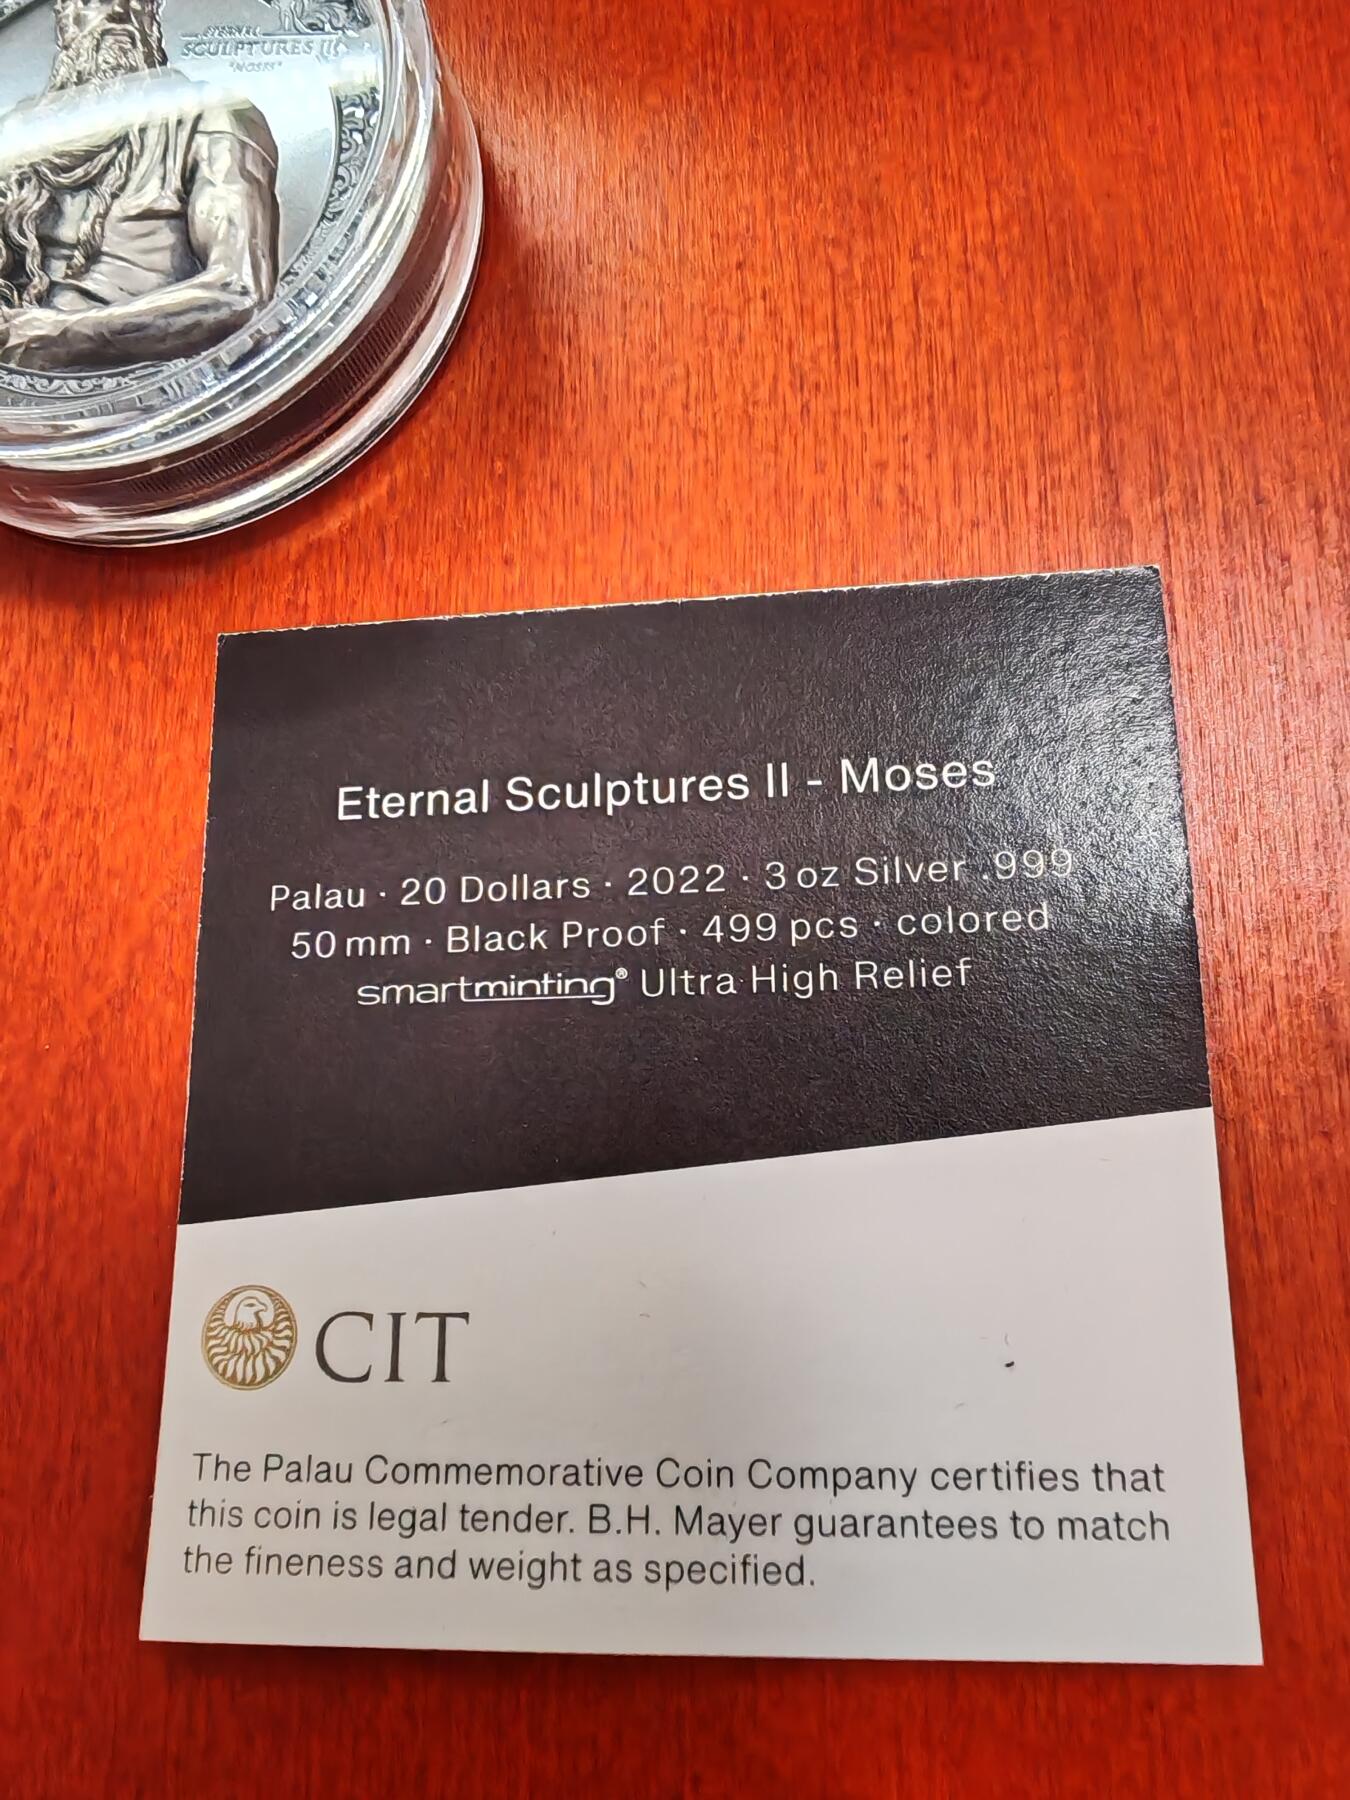 ETERNAL
SCULPTURES II
"MOSES"
Eternal Sculptures II - Moses
Palau · 20 Dollars · 2022 · 3 oz Silver .999
50 mm · Black Proof · 499 pcs · colored
smartminting® Ultra High Relief
CIT
The Palau Commemorative Coin Company certifies that
this coin is legal tender. B.H. Mayer guarantees to match
the fineness and weight as specified.